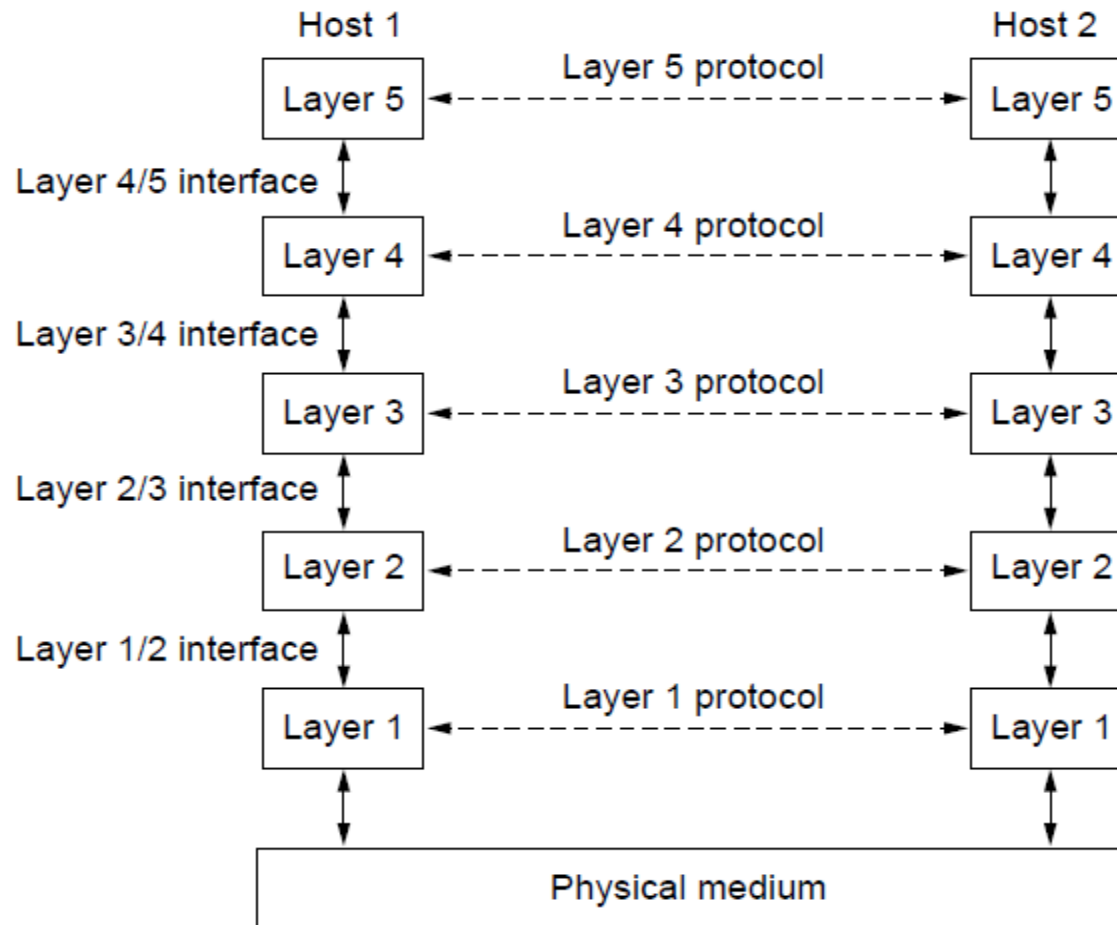 Host 1
Host 2
Layer 5 protocol
Layer 5
Layer 5
Layer 4/5 interface
Layer 4 protocol
Layer 4
Layer 4
Layer 3/4 interface
Layer 3 protocol
Layer 3
Layer 3
Layer 2/3 interface
Layer 2 protocol
Layer 2
Layer 2
Layer 1/2 interface
Layer 1 protocol
Layer 1
Layer 1
Physical medium